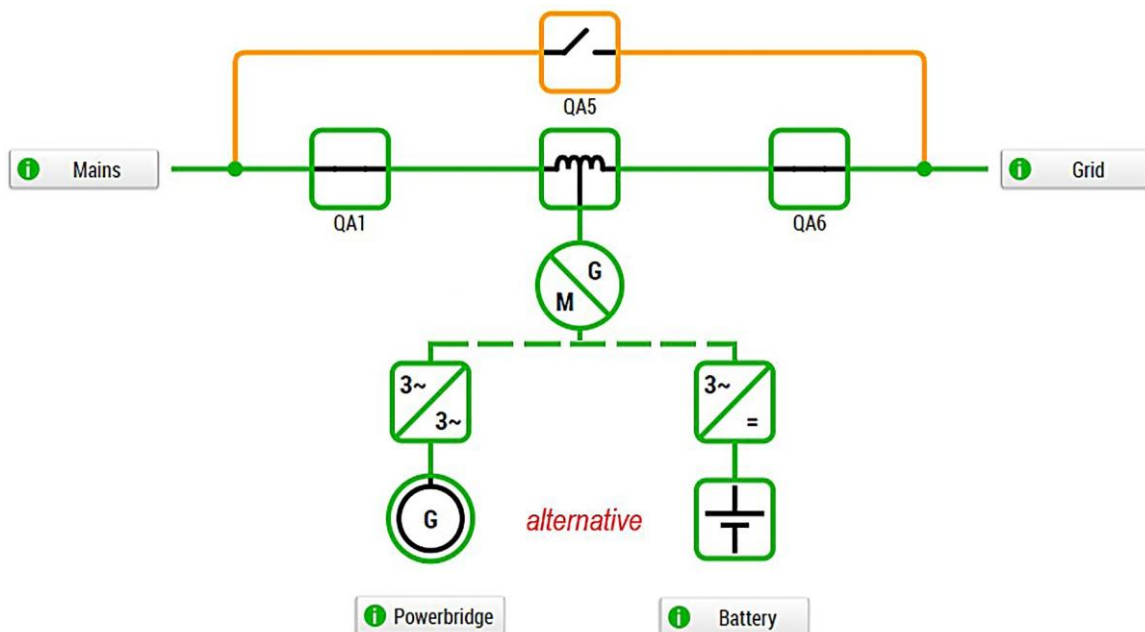 QA5
Mains
Grid
QA1
QA6
G
M
3~
3~
3~
=
G
alternative
Powerbridge
Battery